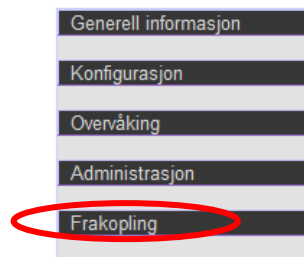 Generell informasjon
Konfigurasjon
Overvåking
Administrasjon
Frakopling